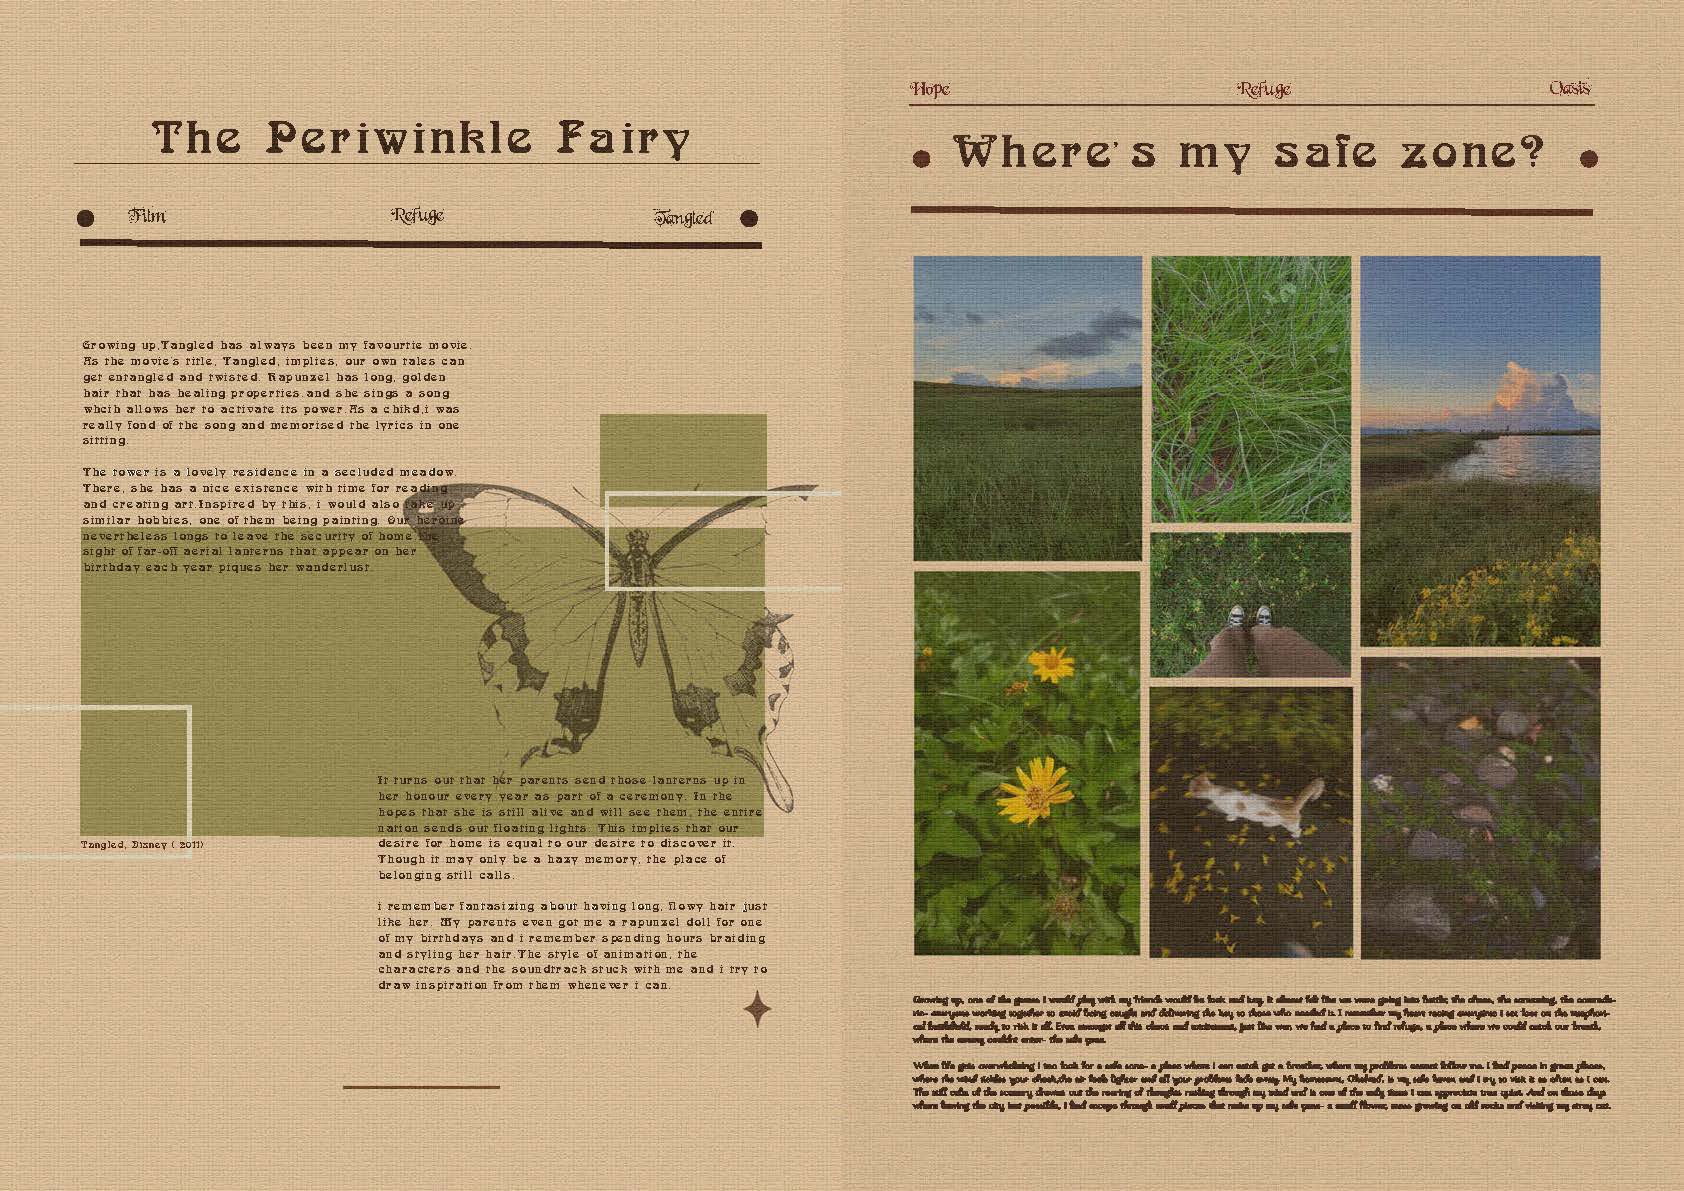 The Periwinkle Fairy
Film Refuge Tangled
Growing up,Tangled has always been my favourtie movie.
As the movie's title, Tangled, implies, our own tales can
get entangled and twisted. Rapunzel has long, golden
hair that has healing properties.and she sings a song
whcih allows her to activate its power.As a chikd,i was
really fond of the song and memorised the lyrics in one
sitting.
The tower is a lovely residence in a secluded meadow.
There, she has a nice existence with time for reading
and creating art.Inspired by this, i would also take up
similar hobbies, one of them being painting. Our heroine
nevertheless longs to leave the security of home the
sight of far-off aerial lanterns that appear on her
birthday each year piques her wanderlust.
Tangled, Disney ( 2011)
It turns out that her parents send those lanterns up in
her honour every year as part of a ceremony. In the
hopes that she is still alive and will see them, the entire
nation sends out floating lights. This implies that our
desire for home is equal to our desire to discover it.
Though it may only be a hazy memory, the place of
belonging still calls.
i remember fantasizing about having long, flowy hair just
like her. My parents even got me a rapunzel doll for one
of my birthdays and i remember spending hours braiding
and styling her hair.The style of animation, the
characters and the soundtrack stuck with me and i try to
draw inspiration from them whenever i can.
Hope Refuge Oasis
Where's my safe zone?
Growing up, one of the games I would play with my friends would be lock and key. It almost felt like we were going into battle; the chase, the screaming, the comrade-
rie- everyone working together to avoid being caught and delivering the key to those who needed it. I remember my heart racing everytime I set foot on the metaphori-
cal battlefield, ready to risk it all. Even amongst all this chaos and excitement, just like war, we find a place to find refuge, a place where we could catch our breath,
where the enemy couldnt enter- the safe zone.
When life gets overwhelming I too look for a safe zone- a place where I can catch get a breather, where my problems cannot follow me. I find peace in green places,
where the wind tickles your cheek,the air feels lighter and all your problems fade away. My hometown, is my safe haven and I try to visit it as often as I can.
The still calm of the scenery drowns out the roaring of thoughts rushing through my mind and is one of the only times I can appreciate true quiet. And on those days
where leaving the city isnt possible, I find escape through small pieces that make up my safe zone- a small flower, moss growing on old rocks and visiting my stray cat.